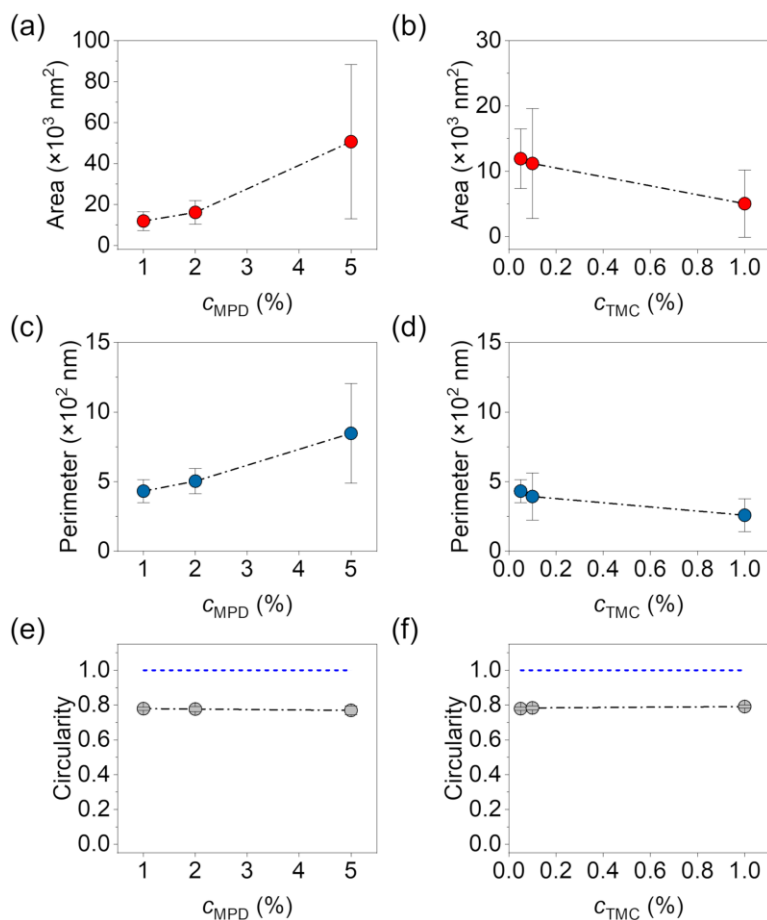 (a)
100
80
60
40
20
0
Area (×10³ nm²)
1 2 3 4 5
cMPD (%)
(b)
30
20
10
0
Area (×10³ nm²)
0.0 0.2 0.4 0.6 0.8 1.0
cTMC (%)
(c)
15
10
5
0
Perimeter (×10² nm)
1 2 3 4 5
cMPD (%)
(d)
15
10
5
0
Perimeter (×10² nm)
0.0 0.2 0.4 0.6 0.8 1.0
cTMC (%)
(e)
1.0
0.8
0.6
0.4
0.2
0.0
Circularity
1 2 3 4 5
cMPD (%)
(f)
1.0
0.8
0.6
0.4
0.2
0.0
Circularity
0.0 0.2 0.4 0.6 0.8 1.0
cTMC (%)